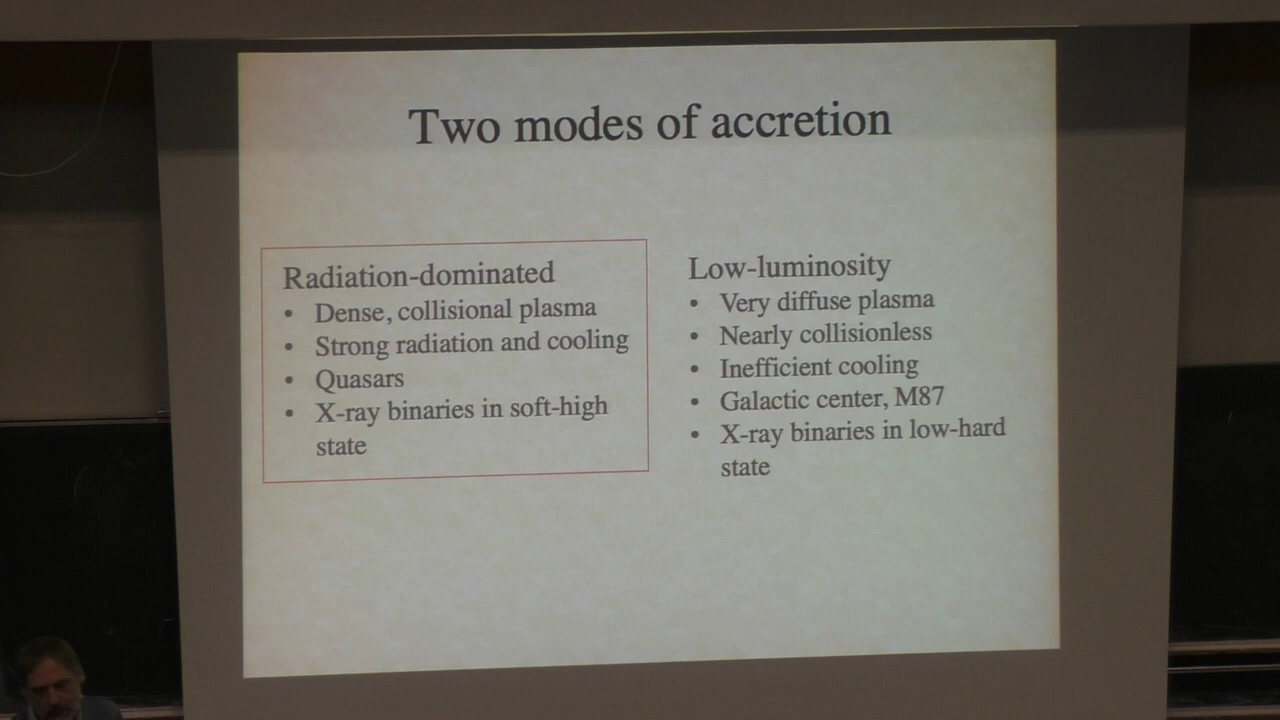 Two modes of accretion
Radiation-dominated
• Dense, collisional plasma
• Strong radiation and cooling
• Quasars
• X-ray binaries in soft-high
state
Low-luminosity
• Very diffuse plasma
• Nearly collisionless
• Inefficient cooling
• Galactic center, M87
• X-ray binaries in low-hard
state